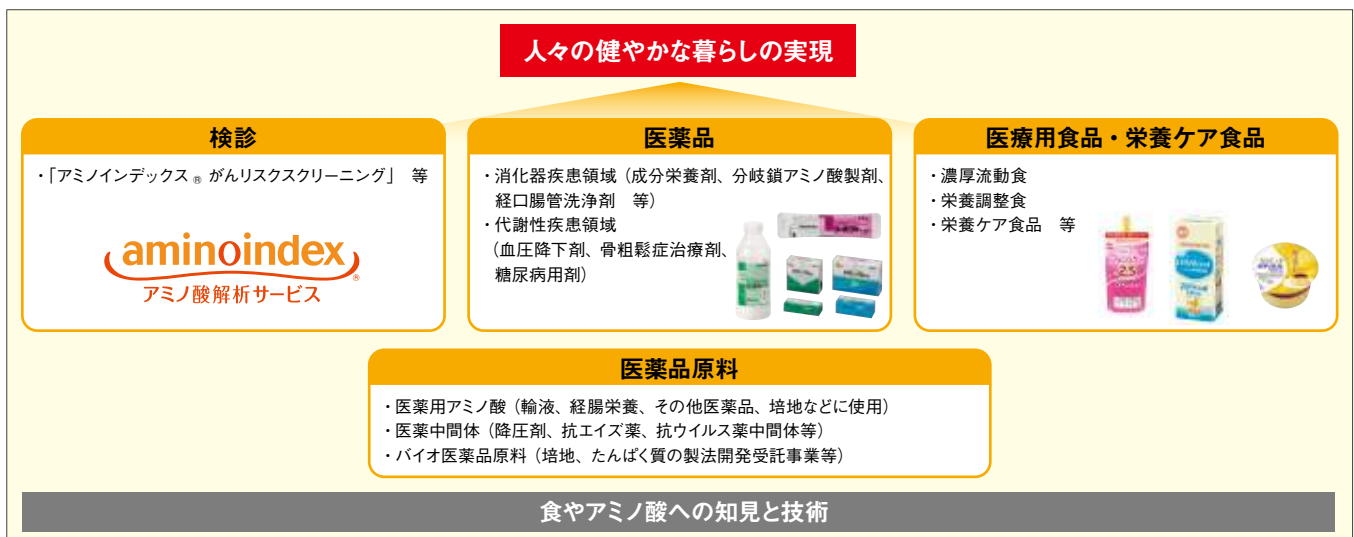 人々の健やかな暮らしの実現
検診
・「アミノインデックス® がんリスクスクリーニング」 等
aminoindex®
アミノ酸解析サービス
医薬品
・消化器疾患領域（成分栄養剤、分岐鎖アミノ酸製剤、
経口腸管洗浄剤 等）
・代謝性疾患領域
（血圧降下剤、骨粗鬆症治療剤、
糖尿病用剤）
医療用食品・栄養ケア食品
・濃厚流動食
・栄養調整食
・栄養ケア食品 等
2.5
医薬品原料
・医薬用アミノ酸（輸液、経腸栄養、その他医薬品、培地などに使用）
・医薬中間体（降圧剤、抗エイズ薬、抗ウイルス薬中間体等）
・バイオ医薬品原料（培地、たんぱく質の製法開発受託事業等）
食やアミノ酸への知見と技術